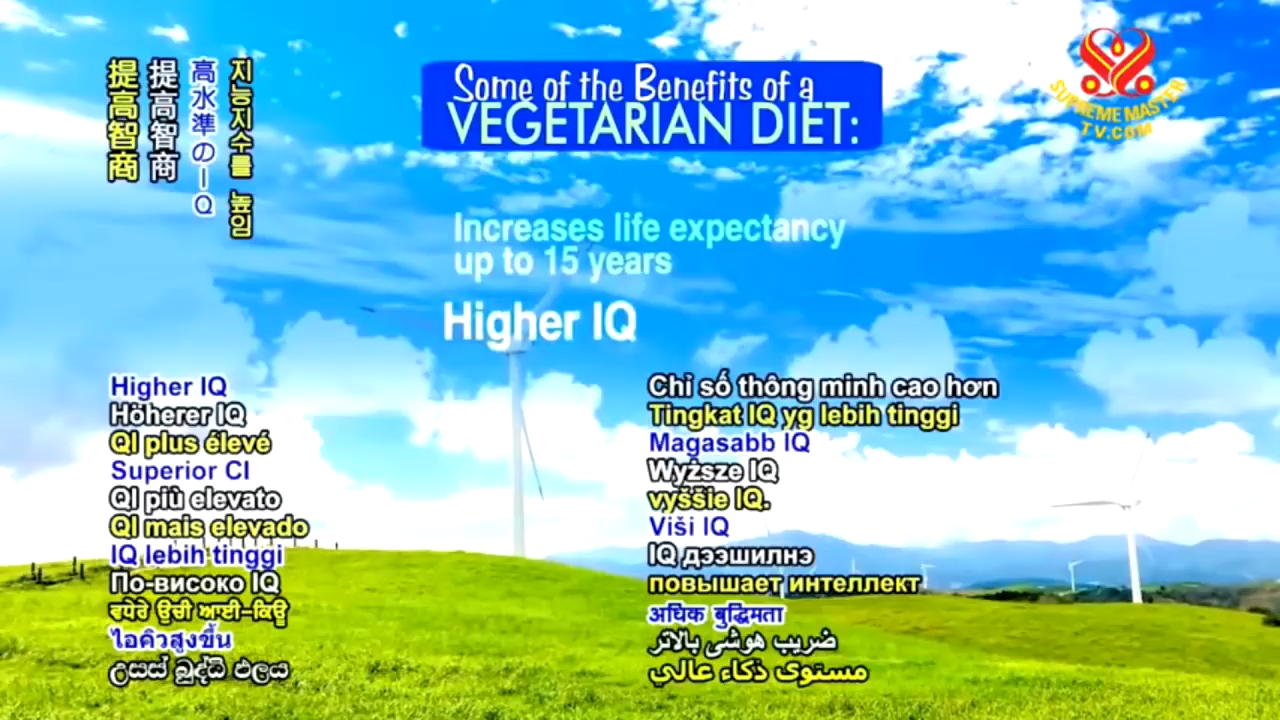 Some of the Benefits of a
VEGETARIAN DIET:
SUPREME MASTER
TV.COM
提高智商
提高智商
高水準のIQ
지능지수를 높임
Increases life expectancy
up to 15 years
Higher IQ
Higher IQ
Höherer IQ
QI plus élevé
Superior CI
QI più elevato
QI mais elevado
IQ lebih tinggi
По-високо IQ
ਵਧੇਰੇ ਉਚੀ ਆਈ-ਕਿਊ
ไอคิวสูงขึ้น
උසස් බුද්ධි ඵලය
Chỉ số thông minh cao hơn
Tingkat IQ yg lebih tinggi
Magasabb IQ
Wyższe IQ
vyššie IQ.
Viši IQ
IQ дээшилнэ
повышает интеллект
अधिक बुद्धिमता
ضریب هوشی بالاتر
مستوى ذكاء عالي